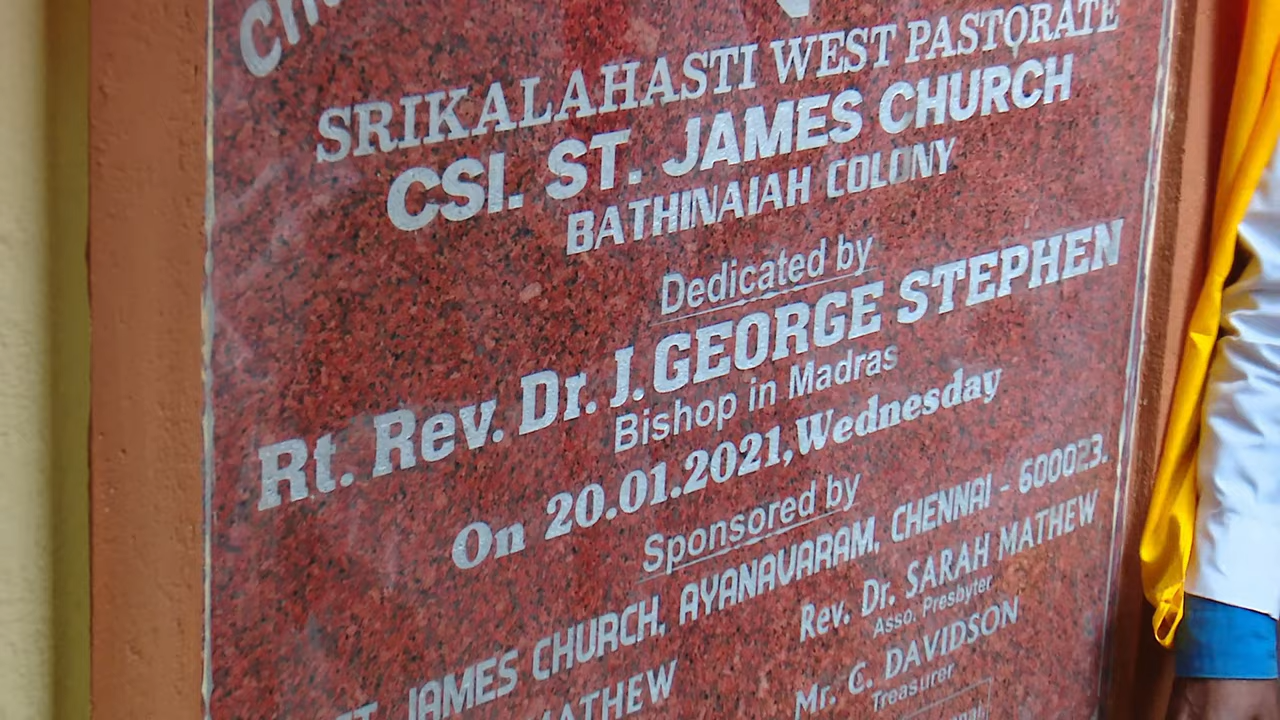 SRIKALAHASTI WEST PASTORATE
CSI. ST. JAMES CHURCH
BATHINAIAH COLONY
Dedicated by
Rt. Rev. Dr. J. GEORGE STEPHEN
Bishop in Madras
On 20.01.2021, Wednesday
Sponsored by
ST. JAMES CHURCH, AYANAVARAM, CHENNAI - 600023.
MATHEW
Rev. Dr. SARAH MATHEW
Asso. Presbyter
Mr. C. DAVIDSON
Treasurer